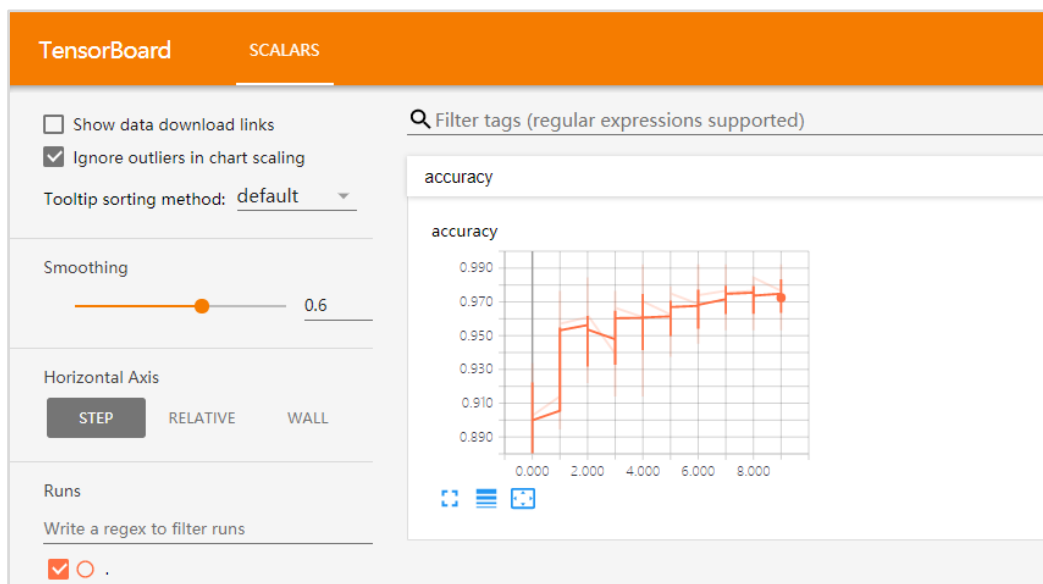 TensorBoard SCALARS
Show data download links
Ignore outliers in chart scaling
Tooltip sorting method: default
Smoothing
0.6
Horizontal Axis
STEP RELATIVE WALL
Runs
Write a regex to filter runs
.
Filter tags (regular expressions supported)
accuracy
accuracy
0.990
0.970
0.950
0.930
0.910
0.890
0.000 2.000 4.000 6.000 8.000